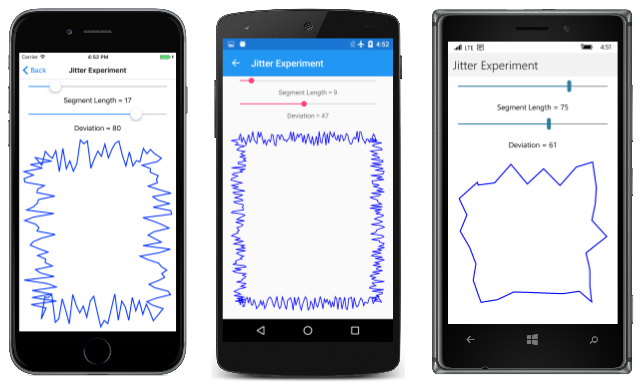 Carrier 4:52 PM
Back Jitter Experiment
Segment Length = 17
Deviation = 80
4:52
Jitter Experiment
Segment Length = 9
Deviation = 47
LTE 4:51
Jitter Experiment
Segment Length = 75
Deviation = 61